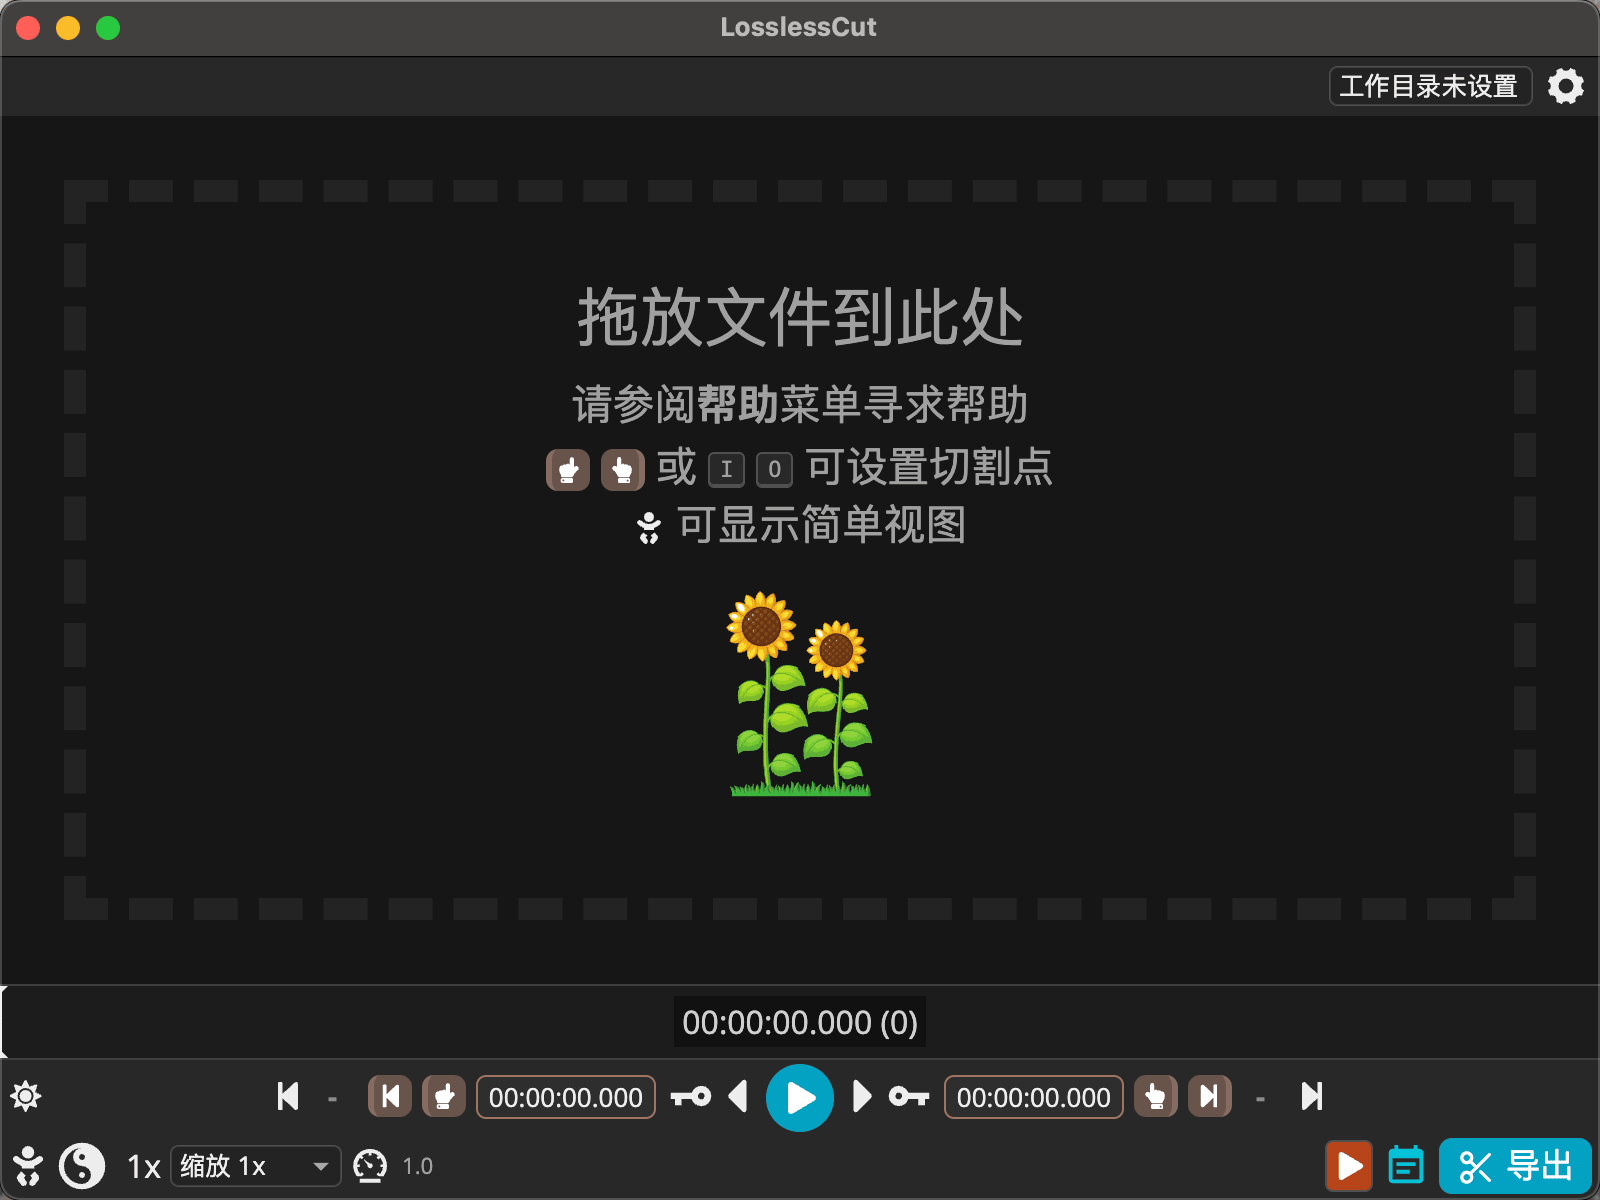 LosslessCut
工作目录未设置
拖放文件到此处
请参阅帮助菜单寻求帮助
或 I O 可设置切割点
可显示简单视图
00:00:00.000 (0)
- 00:00:00.000 00:00:00.000 -
1x 缩放 1x 1.0 导出